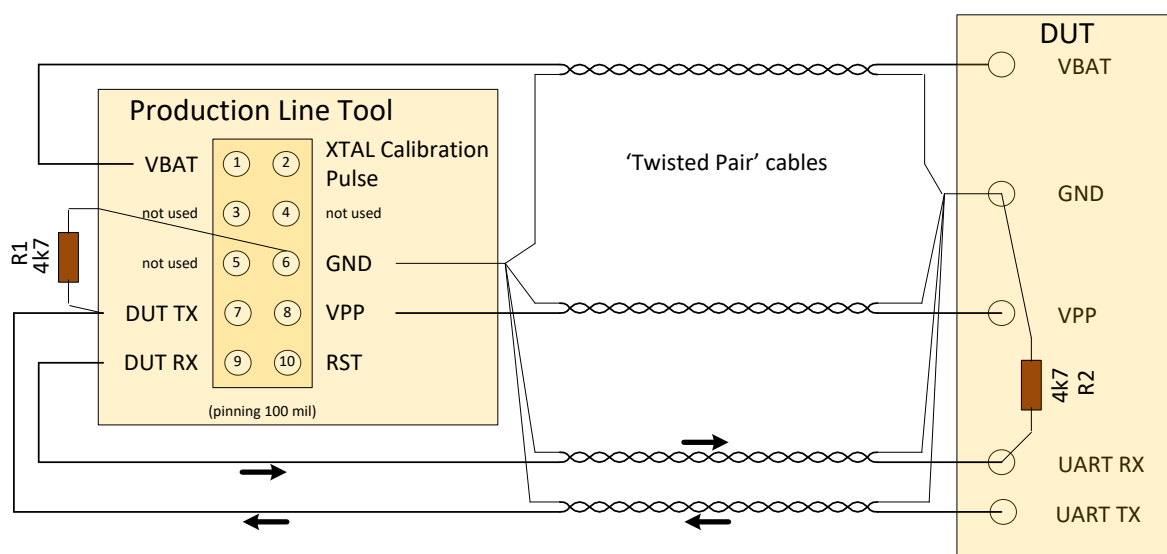 DUT
VBAT
Production Line Tool
VBAT
1
2
XTAL Calibration
Pulse
'Twisted Pair' cables
not used
3
4
not used
GND
R1
4k7
not used
5
6
GND
DUT TX
7
8
VPP
VPP
DUT RX
9
10
RST
4k7
R2
(pinning 100 mil)
UART RX
UART TX